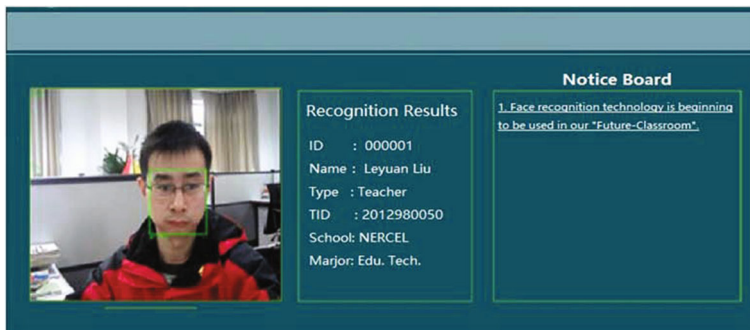 Recognition Results
ID : 000001
Name : Leyuan Liu
Type : Teacher
TID : 2012980050
School: NERCEL
Marjor: Edu. Tech.
Notice Board
1. Face recognition technology is beginning
to be used in our "Future-Classroom".